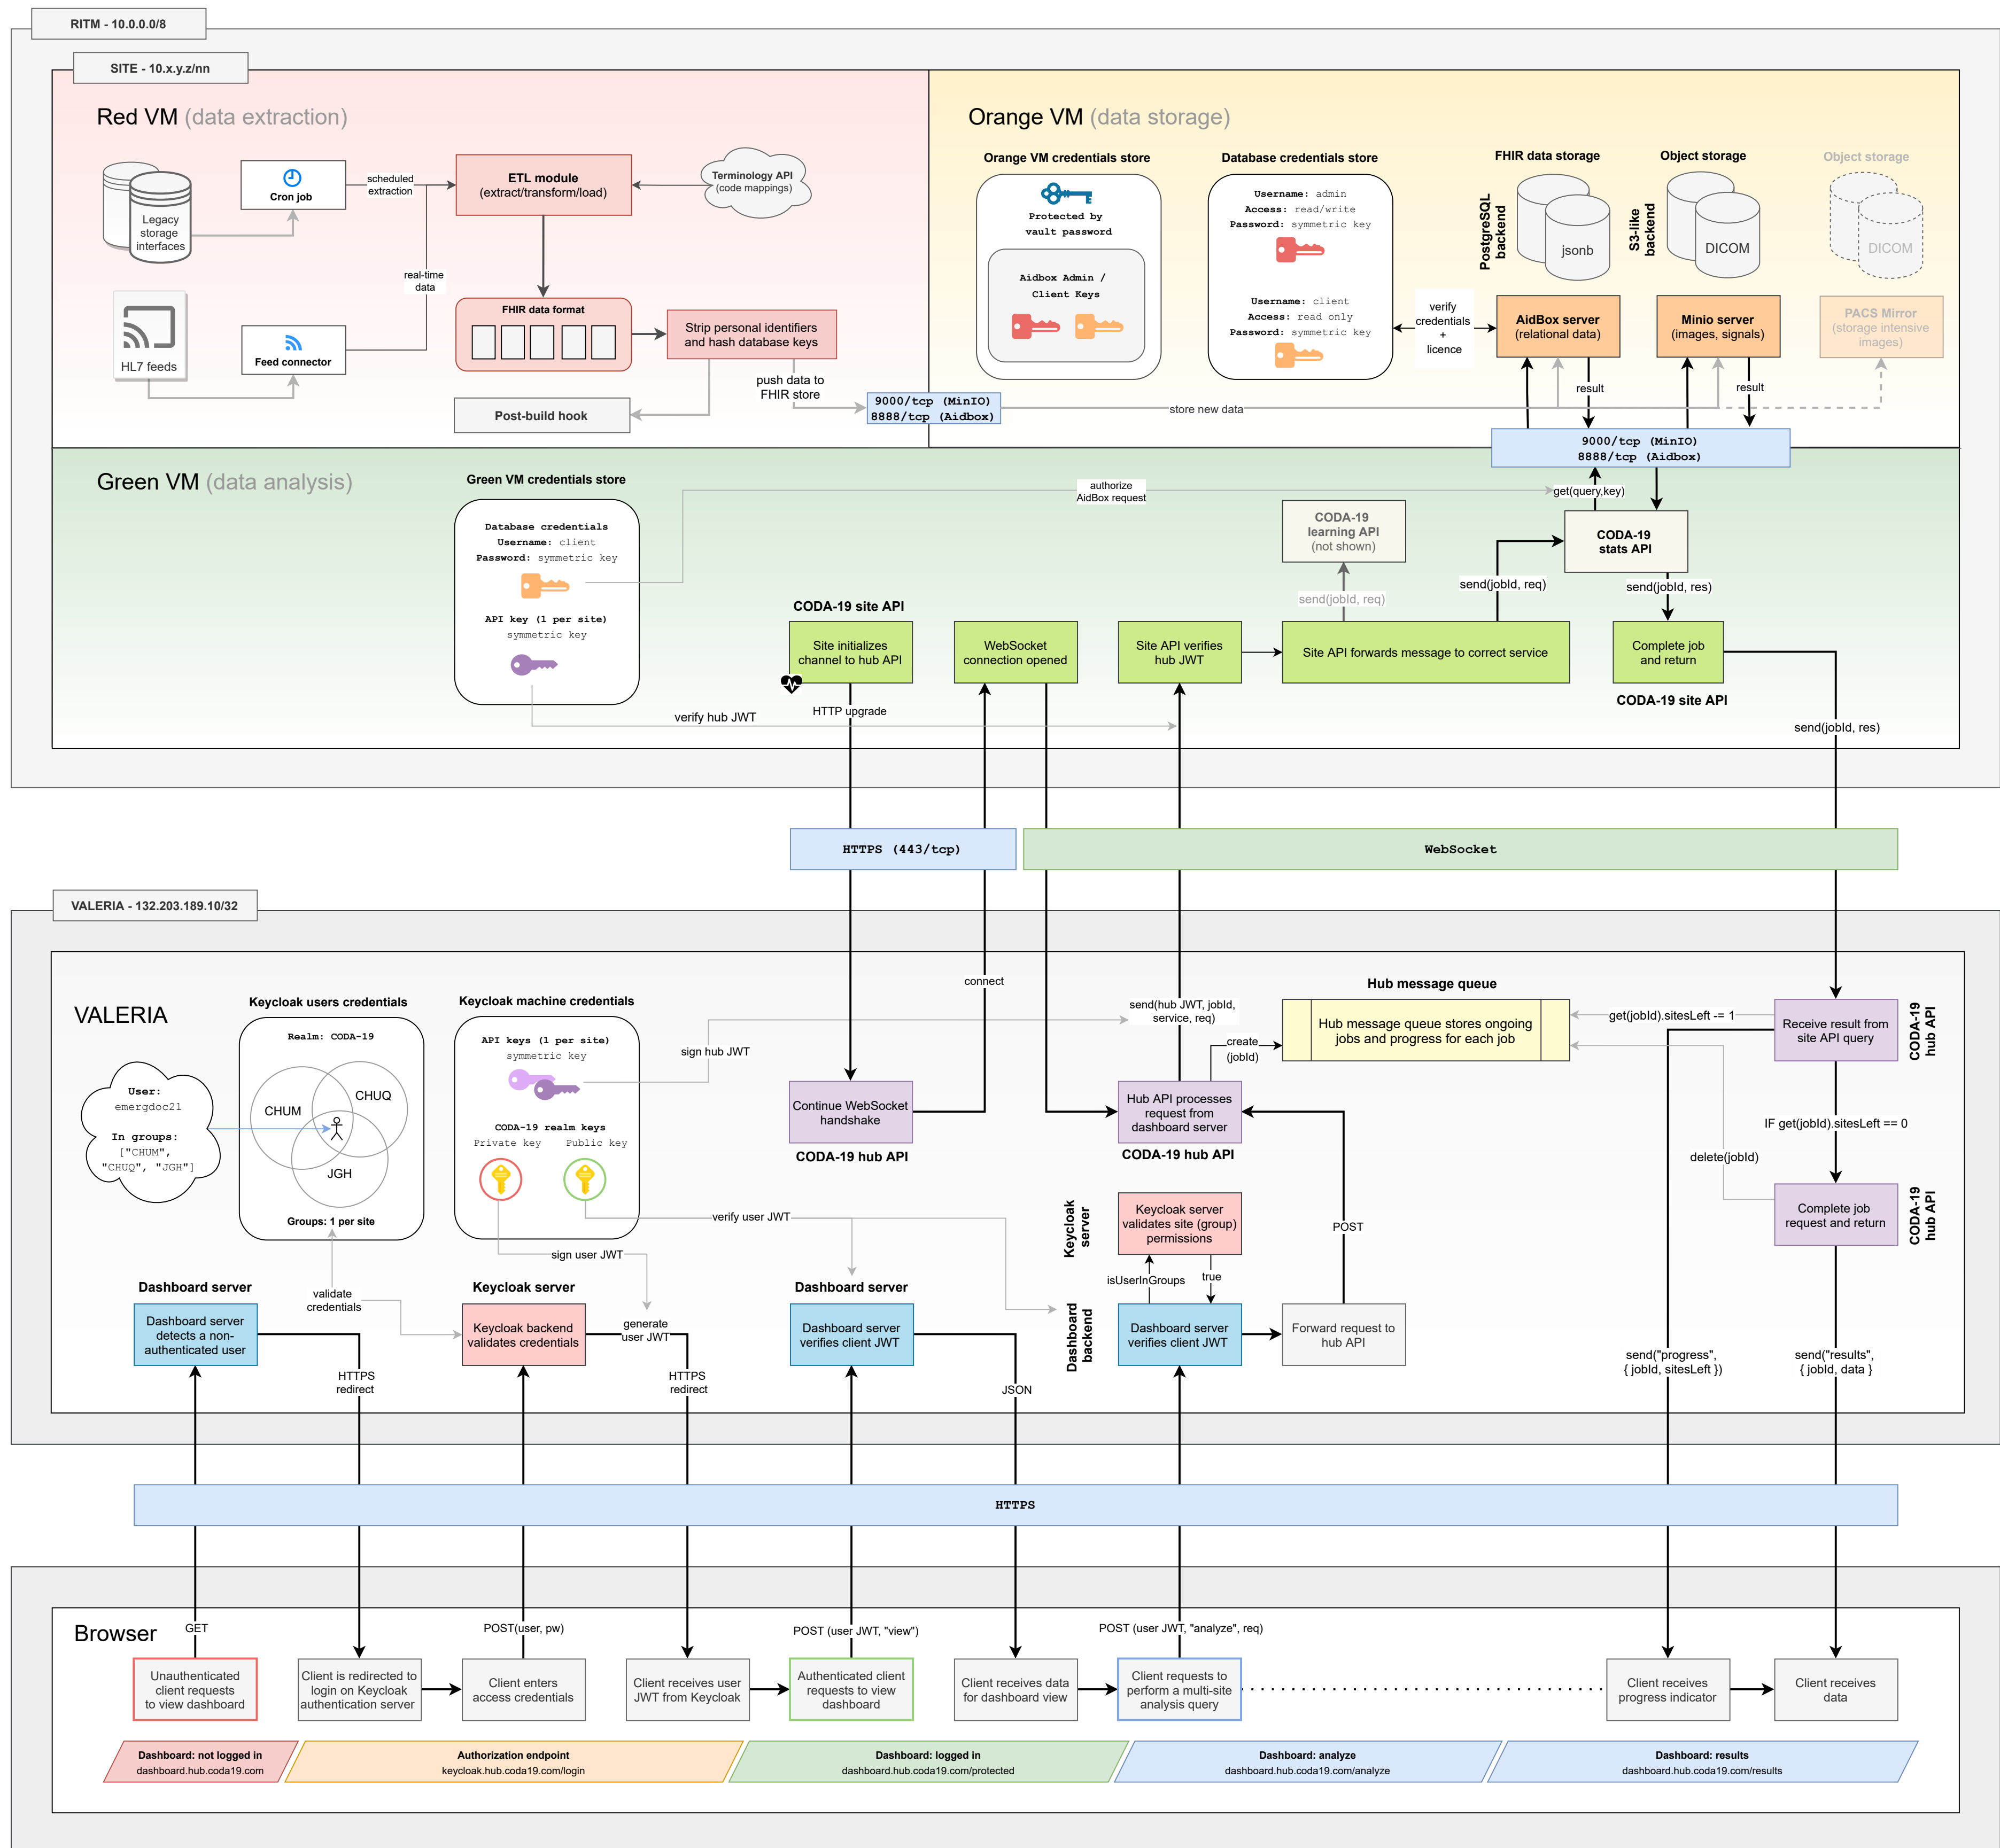 RITM - 10.0.0.0/8
SITE - 10.x.y.z/nn
Red VM (data extraction)
Legacy
storage
interfaces
Cron job
scheduled
extraction
ETL module
(extract/transform/load)
Terminology API
(code mappings)
real-time
data
HL7 feeds
Feed connector
FHIR data format
Strip personal identifiers
and hash database keys
push data to
FHIR store
Post-build hook
9000/tcp (MinIO)
8888/tcp (Aidbox)
store new data
Orange VM (data storage)
Orange VM credentials store
Protected by
vault password
Aidbox Admin /
Client Keys
Database credentials store
Username: admin
Access: read/write
Password: symmetric key
Username: client
Access: read only
Password: symmetric key
verify
credentials
+
licence
FHIR data storage
PostgreSQL
backend
jsonb
Object storage
S3-like
backend
DICOM
Object storage
DICOM
AidBox server
(relational data)
Minio server
(images, signals)
PACS Mirror
(storage intensive
images)
result
result
9000/tcp (MinIO)
8888/tcp (Aidbox)
Green VM (data analysis)
Green VM credentials store
Database credentials
Username: client
Password: symmetric key
API key (1 per site)
symmetric key
authorize
AidBox request
get(query,key)
CODA-19
learning API
(not shown)
CODA-19
stats API
send(jobId, req)
send(jobId, req)
send(jobId, res)
CODA-19 site API
Site initializes
channel to hub API
WebSocket
connection opened
Site API verifies
hub JWT
Site API forwards message to correct service
Complete job
and return
CODA-19 site API
HTTP upgrade
verify hub JWT
send(jobId, res)
HTTPS (443/tcp)
WebSocket
VALERIA - 132.203.189.10/32
VALERIA
User:
emergdoc21
In groups:
["CHUM",
"CHUQ", "JGH"]
Keycloak users credentials
Realm: CODA-19
CHUM
CHUQ
JGH
Groups: 1 per site
Keycloak machine credentials
API keys (1 per site)
symmetric key
CODA-19 realm keys
Private key
Public key
sign hub JWT
connect
send(hub JWT, jobId,
service, req)
create
(jobId)
Hub message queue
Hub message queue stores ongoing
jobs and progress for each job
get(jobId).sitesLeft -= 1
Receive result from
site API query
CODA-19
hub API
Continue WebSocket
handshake
CODA-19 hub API
Hub API processes
request from
dashboard server
CODA-19 hub API
IF get(jobId).sitesLeft == 0
delete(jobId)
Complete job
request and return
CODA-19
hub API
verify user JWT
sign user JWT
Keycloak
server
Keycloak server
validates site (group)
permissions
POST
isUserInGroups
true
validate
credentials
Dashboard server
Dashboard server
detects a non-
authenticated user
Keycloak server
Keycloak backend
validates credentials
generate
user JWT
Dashboard server
Dashboard server
verifies client JWT
Dashboard
backend
Dashboard server
verifies client JWT
Forward request to
hub API
HTTPS
redirect
HTTPS
redirect
JSON
send("progress",
{ jobId, sitesLeft })
send("results",
{ jobId, data }
HTTPS
Browser
GET
POST(user, pw)
POST (user JWT, "view")
POST (user JWT, "analyze", req)
Unauthenticated
client requests
to view dashboard
Client is redirected to
login on Keycloak
authentication server
Client enters
access credentials
Client receives user
JWT from Keycloak
Authenticated client
requests to view
dashboard
Client receives data
for dashboard view
Client requests to
perform a multi-site
analysis query
Client receives
progress indicator
Client receives
data
Dashboard: not logged in
dashboard.hub.coda19.com
Authorization endpoint
keycloak.hub.coda19.com/login
Dashboard: logged in
dashboard.hub.coda19.com/protected
Dashboard: analyze
dashboard.hub.coda19.com/analyze
Dashboard: results
dashboard.hub.coda19.com/results